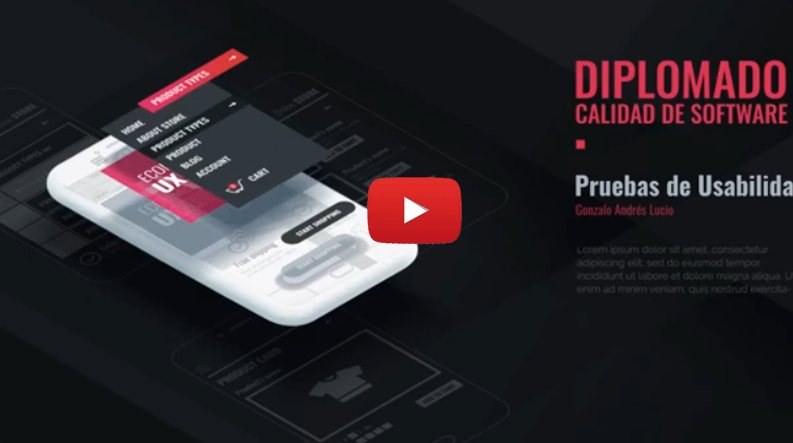 PRODUCT TYPES
HOME
ABOUT STORE
PRODUCT TYPES
PRODUCT
BLOG
ACCOUNT
CART
UX
START SHOPPING
Free shipping
START SHOPPING
PRODUCT CARD
DIPLOMADO
CALIDAD DE SOFTWARE
Pruebas de Usabilida
Gonzalo Andrés Lucio
Lorem ipsum dolor sit amet, consectetur
adipiscing elit, sed do eiusmod tempor
incididunt ut labore et dolore magna aliqua. U
enim ad minim veniam, quis nostrud exercita-